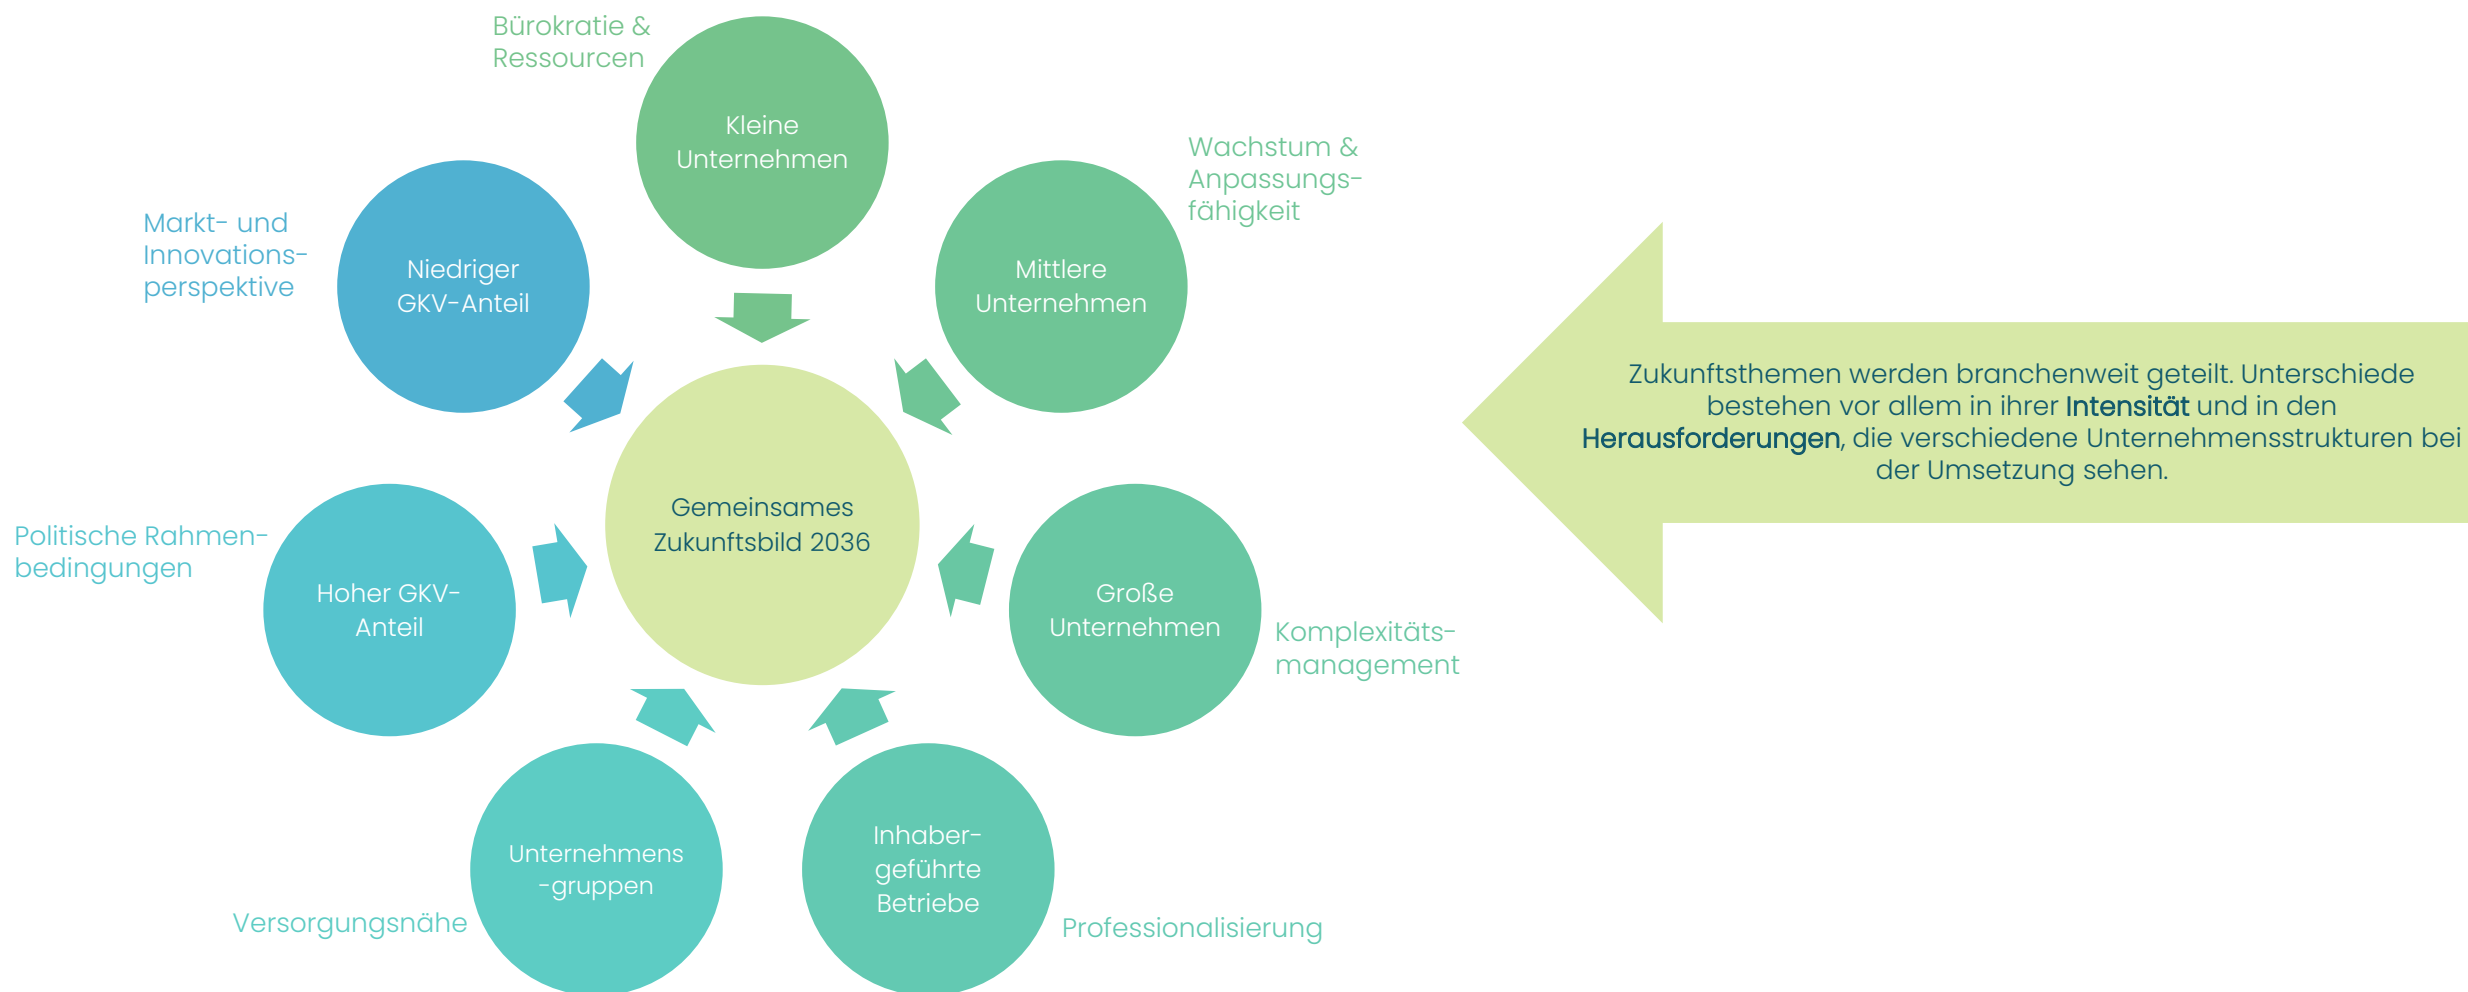 Bürokratie &
Ressourcen
Kleine
Unternehmen
Wachstum &
Anpassungs-
fähigkeit
Mittlere
Unternehmen
Markt- und
Innovations-
perspektive
Niedriger
GKV-Anteil
Zukunftsthemen werden branchenweit geteilt. Unterschiede
bestehen vor allem in ihrer Intensität und in den
Herausforderungen, die verschiedene Unternehmensstrukturen bei
der Umsetzung sehen.
Gemeinsames
Zukunftsbild 2036
Politische Rahmen-
bedingungen
Hoher GKV-
Anteil
Große
Unternehmen
Komplexitäts-
management
Unternehmens
-gruppen
Versorgungsnähe
Inhaber-
geführte
Betriebe
Professionalisierung